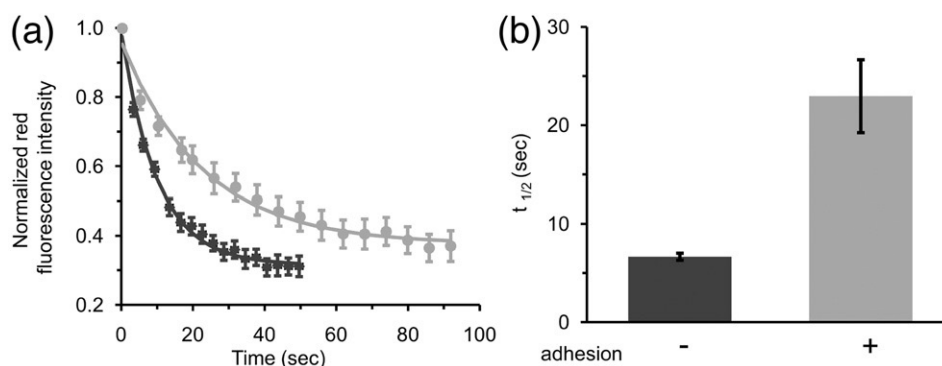 (a)
Normalized red
fluorescence intensity
1.0
0.8
0.6
0.4
0.2
0
20
40
60
80
100
Time (sec)
(b)
t 1/2 (sec)
30
20
10
0
adhesion
-
+